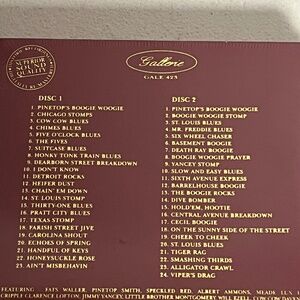 SUPERIOR
SOUND
QUALITY
Gallerie
GALE 423
DISC 1
1. PINETOP'S BOOGIE WOOGIE
2. CHICAGO STOMPS
3. COW COW BLUES
4. CHIMES BLUES
5. FIVE O'CLOCK BLUES
6. THE FIVES
7. SUITCASE BLUES
8. HONKY TONK TRAIN BLUES
9. DEARBORN STREET BREAKDOWN
10. I DON'T KNOW
11. DETROIT ROCKS
12. HEIFER DUST
13. CHAIN' EM DOWN
14. ST. LOUIS STOMP
15. THIRTY-ONE BLUES
16. PRATT CITY BLUES
17. TEXAS STOMP
18. FARISH STREET JIVE
19. CAROLINA SHOUT
20. ECHOES OF SPRING
21. HANDFUL OF KEYS
22. HONEYSUCKLE ROSE
23. AIN'T MISBEHAVIN
DISC 2
1. PINETOP'S BOOGIE WOOGIE
2. BOOGIE WOOGIE STOMP
3. ST. LOUIS BLUES
4. MR. FREDDIE BLUES
5. SIX WHEEL CHASER
6. BASEMENT BOOGIE
7. DEATH RAY BOOGIE
8. BOOGIE WOOGIE PRAYER
9. YANCEY STOMP
10. SLOW AND EASY BLUES
11. SIXTH AVENUE EXPRESS
12. BARRELHOUSE BOOGIE
13. THE BOOGIE ROCKS
14. DIVE BOMBER
15. HOLD'EM, HOOTIE
16. CENTRAL AVENUE BREAKDOWN
17. CECIL BOOGIE
18. ON THE SUNNY SIDE OF THE STREET
19. CHEEK TO CHEEK
20. ST. LOUIS BLUES
21. TIGER RAG
22. SMASHING THIRDS
23. ALLIGATOR CRAWL
24. VIPER'S DRAG
FEATURING FATS WALLER, PINETOP SMITH, SPECKLED RED, ALBERT AMMONS, MEADE LUX
CRIPPLE CLARENCE LOFTON, JIMMY YANCEY, LITTLE BROTHER MONTGOMERY, WILL EZELL, COW COW